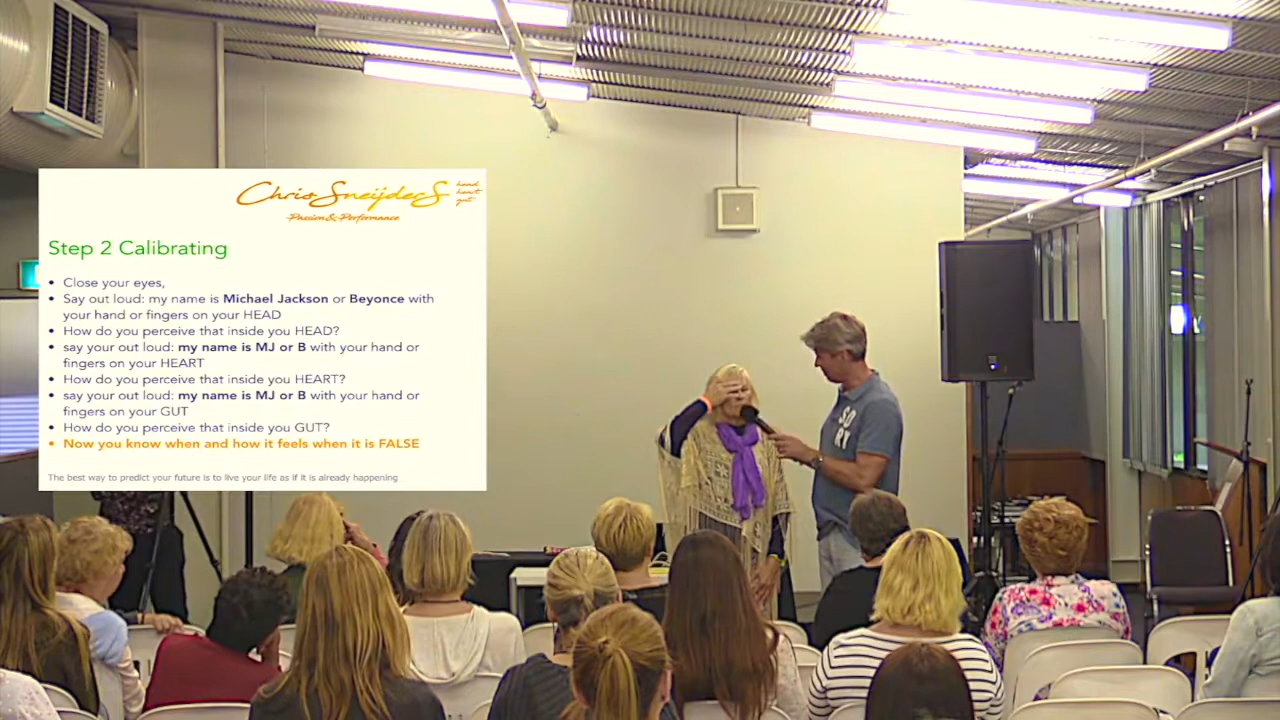 Chris SneijderS
hand
heart
gut
Passion & Performance
Step 2 Calibrating
• Close your eyes,
• Say out loud: my name is Michael Jackson or Beyonce with
your hand or fingers on your HEAD
• How do you perceive that inside you HEAD?
• say your out loud: my name is MJ or B with your hand or
fingers on your HEART
• How do you perceive that inside you HEART?
• say your out loud: my name is MJ or B with your hand or
fingers on your GUT
• How do you perceive that inside you GUT?
• Now you know when and how it feels when it is FALSE
The best way to predict your future is to live your life as if it is already happening